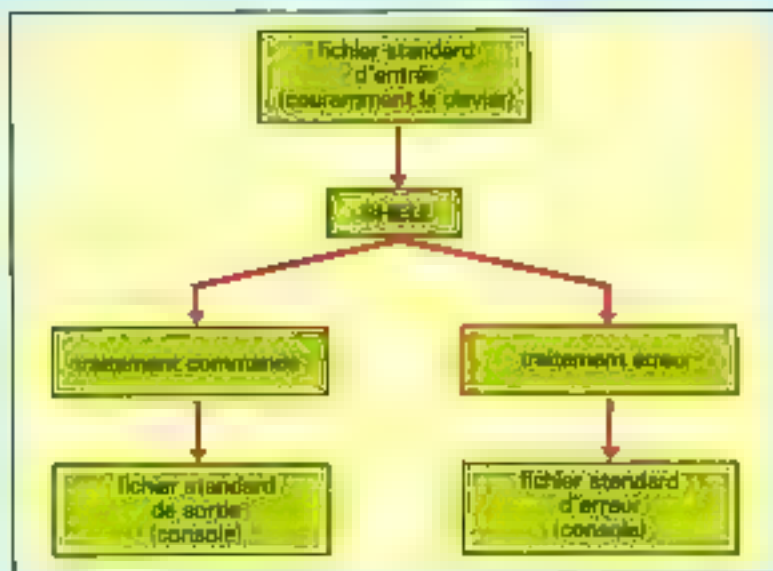 fichier standard
d'entrée
(couramment le clavier)
SHELL
traitement commande
traitement erreur
fichier standard
de sortie
(console)
fichier standard
d'erreur
(console)